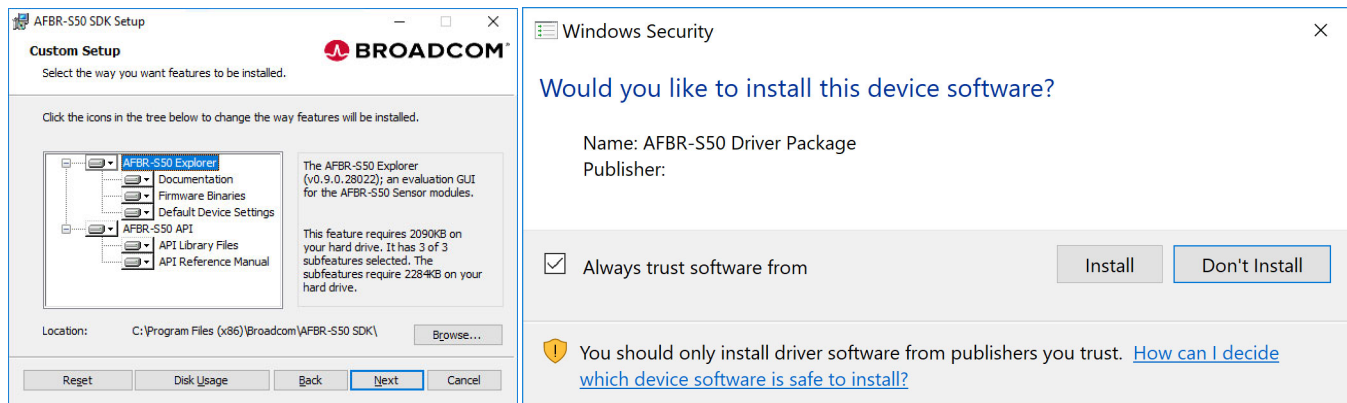 AFBR-S50 SDK Setup
Custom Setup
Select the way you want features to be installed.
BROADCOM®
Click the icons in the tree below to change the way features will be installed.
AFBR-S50 Explorer
Documentation
Firmware Binaries
Default Device Settings
AFBR-S50 API
API Library Files
API Reference Manual
The AFBR-S50 Explorer
(v0.9.0.28022); an evaluation GUI
for the AFBR-S50 Sensor modules.
This feature requires 2090KB on
your hard drive. It has 3 of 3
subfeatures selected. The
subfeatures require 2284KB on your
hard drive.
Location: C:\Program Files (x86)\Broadcom\AFBR-S50 SDK\
Browse...
Reset Disk Usage Back Next Cancel
Windows Security
Would you like to install this device software?
Name: AFBR-S50 Driver Package
Publisher:
Always trust software from
Install Don't Install
You should only install driver software from publishers you trust. How can I decide
which device software is safe to install?